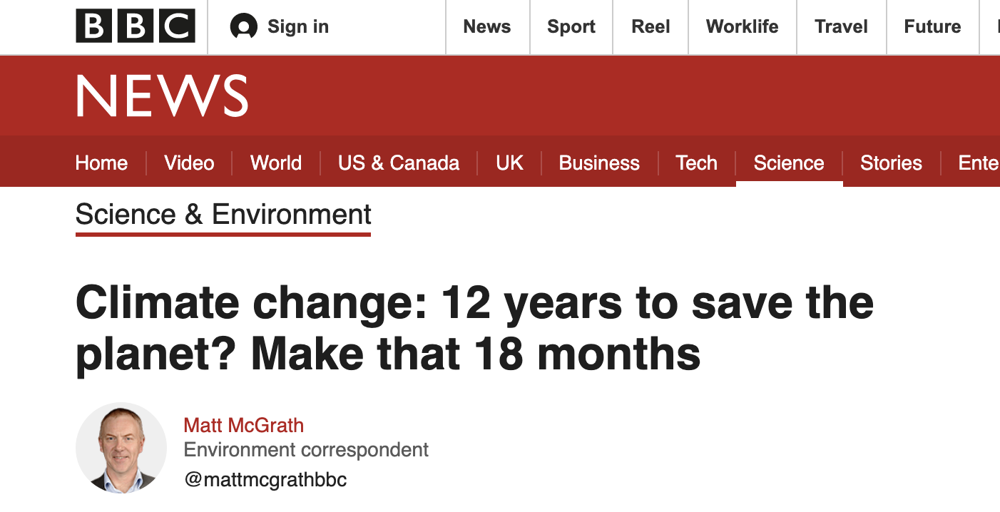 BBC Sign in News Sport Reel Worklife Travel Future
NEWS
Home Video World US & Canada UK Business Tech Science Stories Ente
Science & Environment
Climate change: 12 years to save the
planet? Make that 18 months
Matt McGrath
Environment correspondent
@mattmcgrathbbc